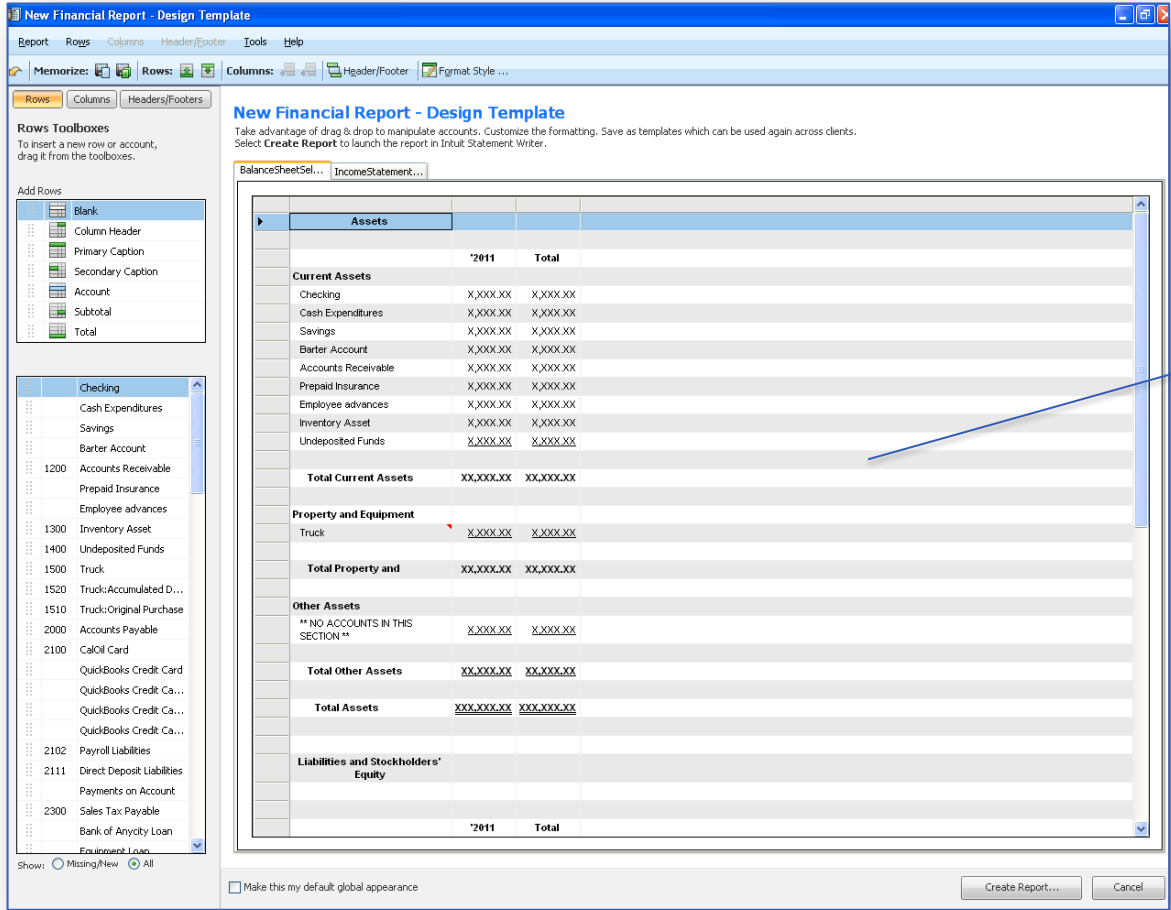 New Financial Report - Design Template
Report Rows Columns Header/Footer Tools Help
Memorize: Rows: Columns: Header/Footer Format Style ...
Rows Columns Headers/Footers
Rows Toolboxes
To insert a new row or account,
drag it from the toolboxes.
Add Rows
Blank
Column Header
Primary Caption
Secondary Caption
Account
Subtotal
Total
Checking
Cash Expenditures
Savings
Barter Account
1200 Accounts Receivable
Prepaid Insurance
Employee advances
1300 Inventory Asset
1400 Undeposited Funds
1500 Truck
1520 Truck:Accumulated D...
1510 Truck:Original Purchase
2000 Accounts Payable
2100 CalOil Card
QuickBooks Credit Card
QuickBooks Credit Ca...
QuickBooks Credit Ca...
QuickBooks Credit Ca...
2102 Payroll Liabilities
2111 Direct Deposit Liabilities
Payments on Account
2300 Sales Tax Payable
Bank of Anycity Loan
Equipment Loan
Show: Missing/New All
New Financial Report - Design Template
Take advantage of drag & drop to manipulate accounts. Customize the formatting. Save as templates which can be used again across clients.
Select Create Report to launch the report in Intuit Statement Writer.
BalanceSheetSel... IncomeStatement...
Assets
'2011 Total
Current Assets
Checking X,XXX.XX X,XXX.XX
Cash Expenditures X,XXX.XX X,XXX.XX
Savings X,XXX.XX X,XXX.XX
Barter Account X,XXX.XX X,XXX.XX
Accounts Receivable X,XXX.XX X,XXX.XX
Prepaid Insurance X,XXX.XX X,XXX.XX
Employee advances X,XXX.XX X,XXX.XX
Inventory Asset X,XXX.XX X,XXX.XX
Undeposited Funds X,XXX.XX X,XXX.XX
Total Current Assets XX,XXX.XX XX,XXX.XX
Property and Equipment
Truck X,XXX.XX X,XXX.XX
Total Property and XX,XXX.XX XX,XXX.XX
Other Assets
** NO ACCOUNTS IN THIS
SECTION ** X,XXX.XX X,XXX.XX
Total Other Assets XX,XXX.XX XX,XXX.XX
Total Assets XXX,XXX.XX XXX,XXX.XX
Liabilities and Stockholders'
Equity
'2011 Total
Make this my default global appearance
Create Report... Cancel